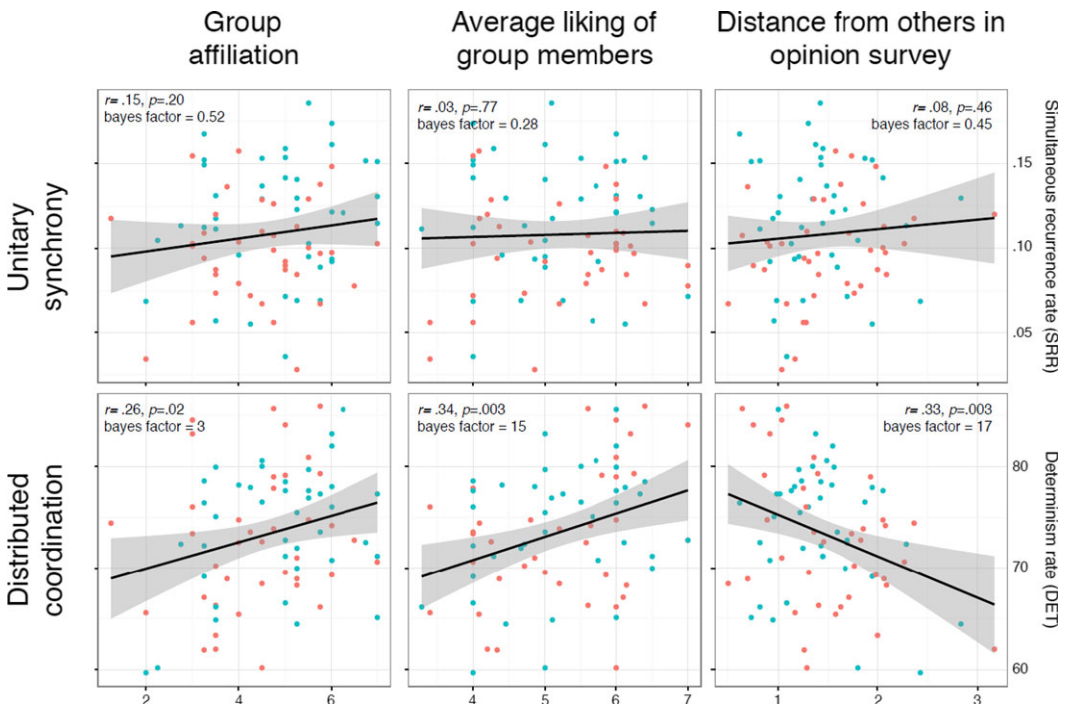 Group
affiliation
Average liking of
group members
Distance from others in
opinion survey
Unitary
synchrony
r= .15, p=.20
bayes factor = 0.52
r= .03, p=.77
bayes factor = 0.28
r= .08, p=.46
bayes factor = 0.45
.15
.10
.05
Simultaneous recurrence rate (SRR)
Distributed
coordination
r= .26, p=.02
bayes factor = 3
r= .34, p=.003
bayes factor = 15
r= .33, p=.003
bayes factor = 17
80
70
60
Determinism rate (DET)
2 4 6
4 5 6 7
1 2 3